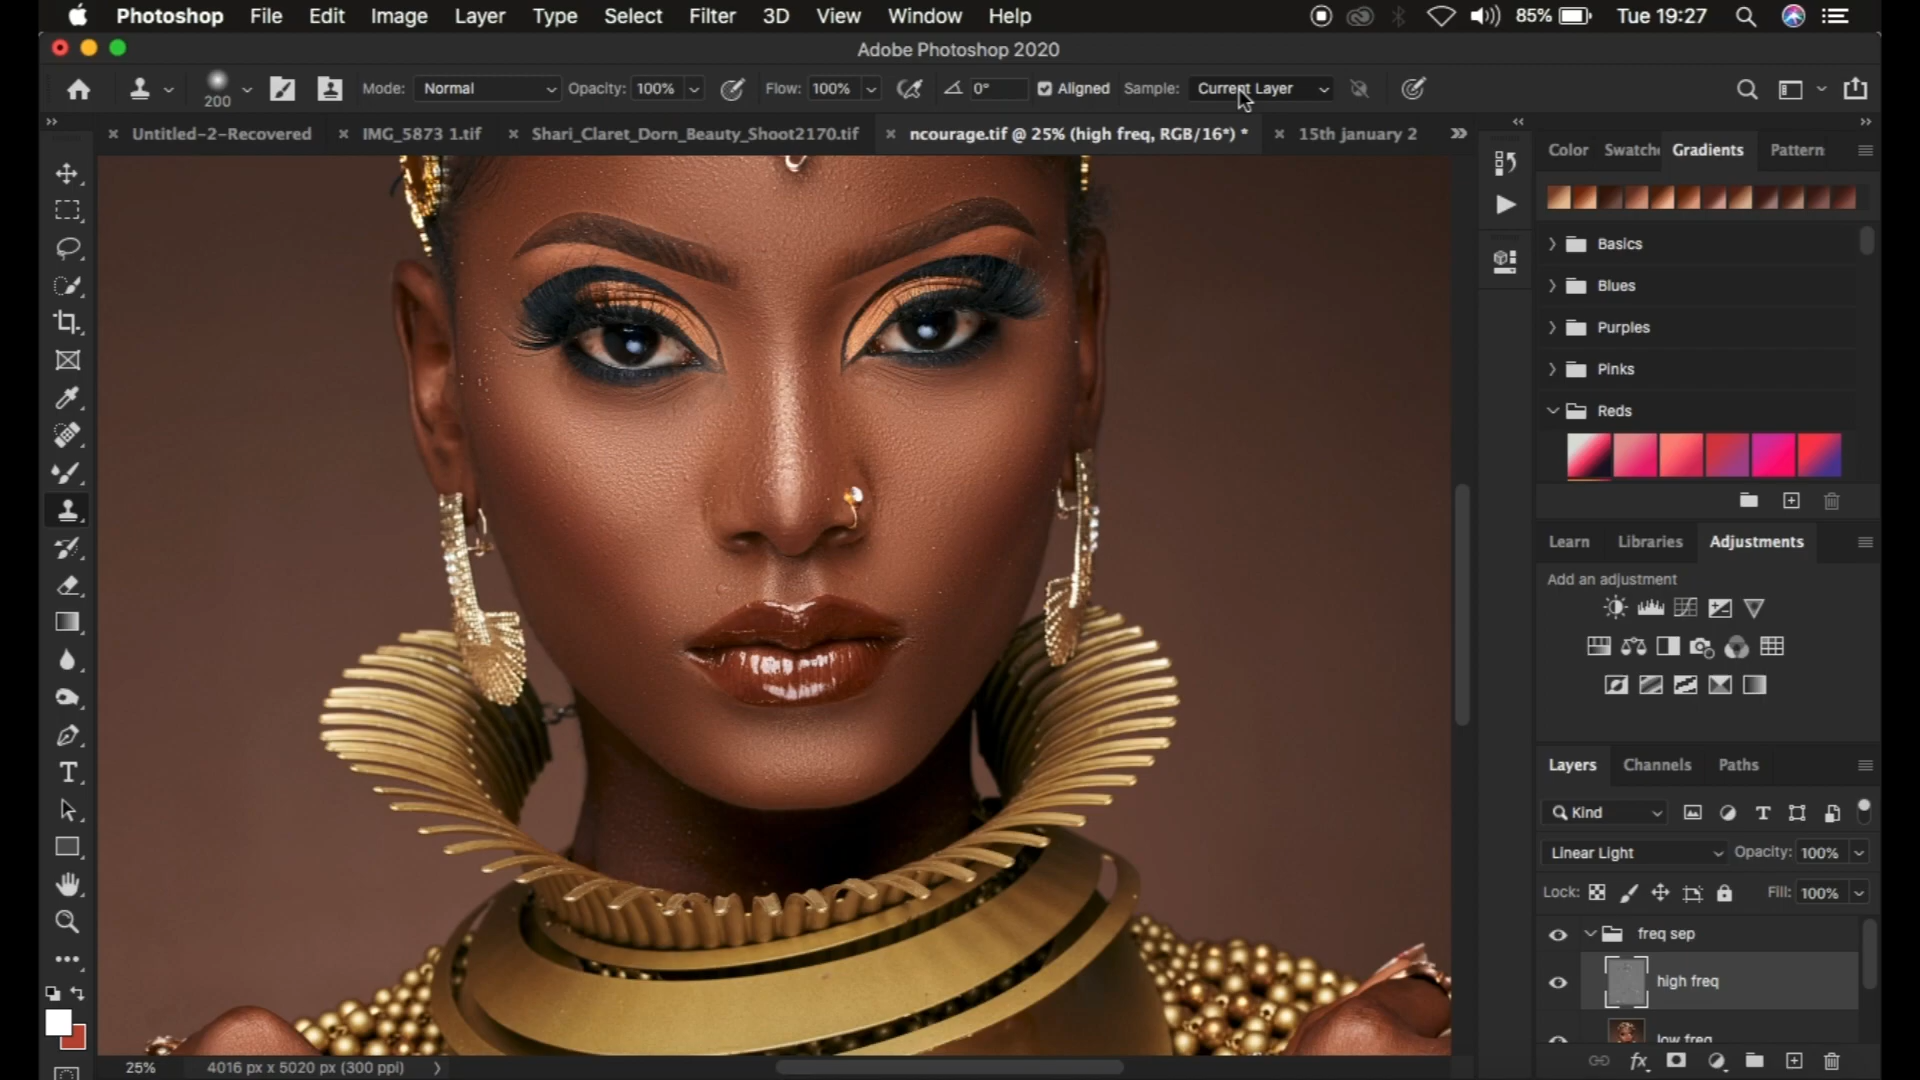 Photoshop File Edit Image Layer Type Select Filter 3D View Window Help 85% Tue 19:27
Adobe Photoshop 2020
200 Mode: Normal Opacity: 100% Flow: 100% 0° Aligned Sample: Current Layer
Untitled-2-Recovered IMG_5873 1.tif Shari_Claret_Dorn_Beauty_Shoot2170.tif ncourage.tif @ 25% (high freq, RGB/16*) * 15th january 2
Color Swatche Gradients Pattern
Basics
Blues
Purples
Pinks
Reds
Learn Libraries Adjustments
Add an adjustment
Layers Channels Paths
Kind
Linear Light Opacity: 100%
Lock: Fill: 100%
freq sep
high freq
low freq
25% 4016 px x 5020 px (300 ppi)